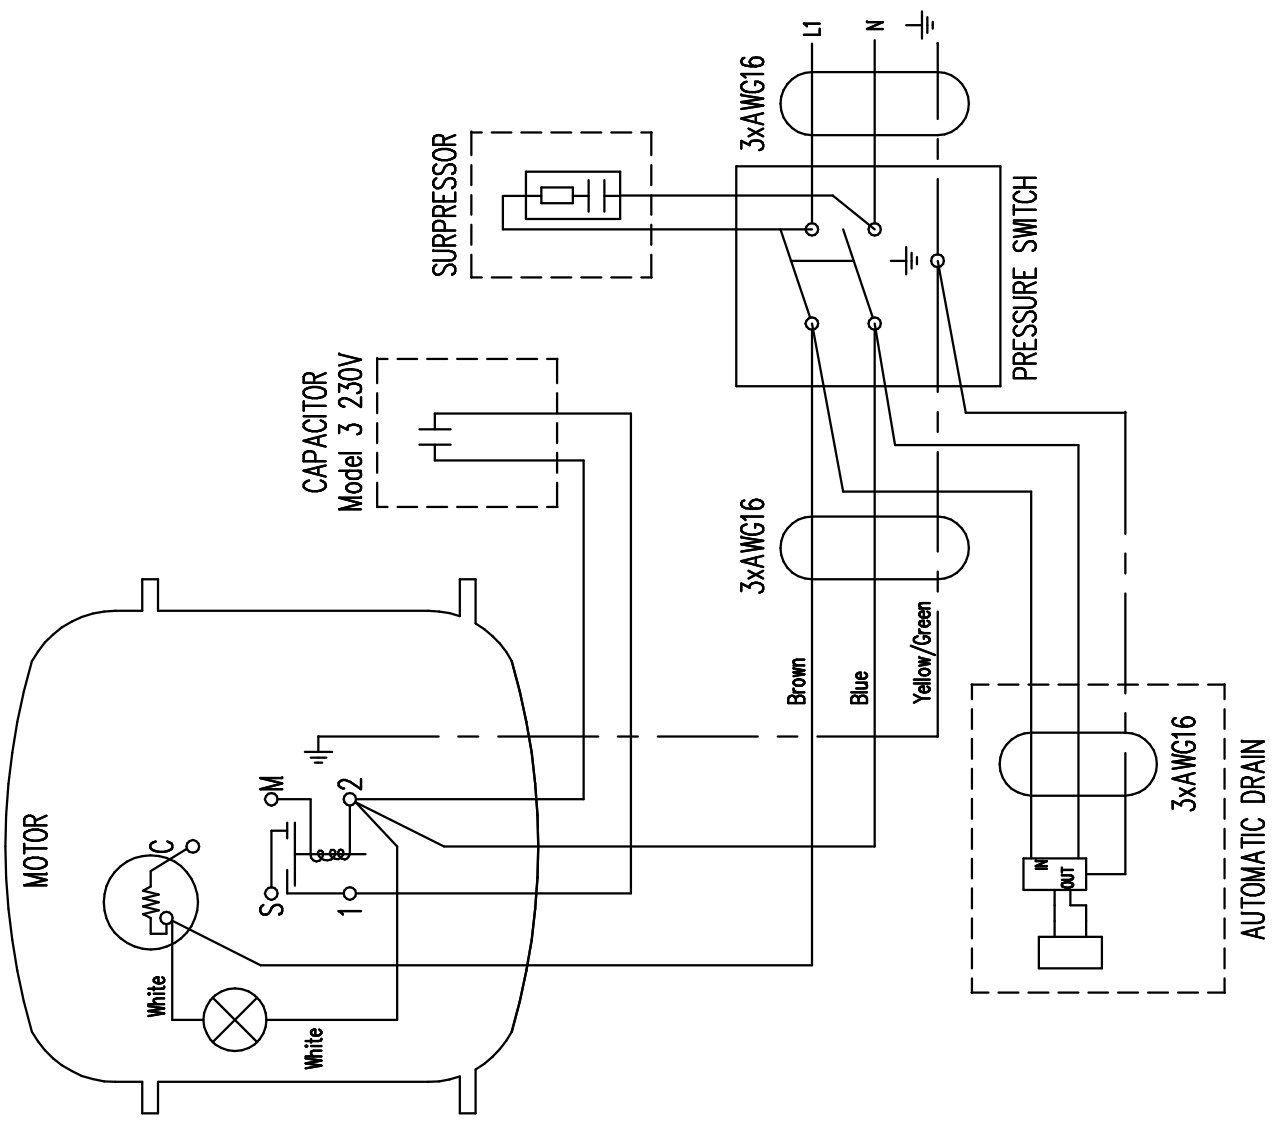 MOTOR
C
White
White
M
S
2
1
CAPACITOR
Model 3 230V
SURPRESSOR
3xAWG16
L1
N
PRESSURE SWITCH
3xAWG16
Brown
Blue
Yellow/Green
3xAWG16
IN
OUT
AUTOMATIC DRAIN